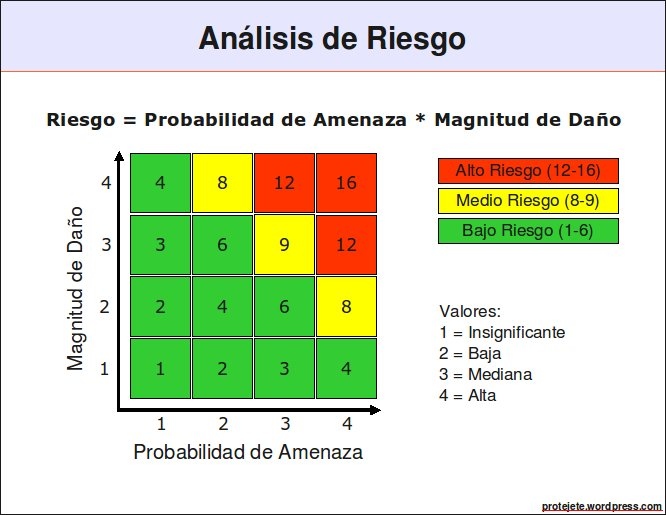 Análisis de Riesgo
Riesgo = Probabilidad de Amenaza * Magnitud de Daño
Magnitud de Daño
4 4 8 12 16
3 3 6 9 12
2 2 4 6 8
1 1 2 3 4
1 2 3 4
Probabilidad de Amenaza
Alto Riesgo (12-16)
Medio Riesgo (8-9)
Bajo Riesgo (1-6)
Valores:
1 = Insignificante
2 = Baja
3 = Mediana
4 = Alta
protejete.wordpress.com